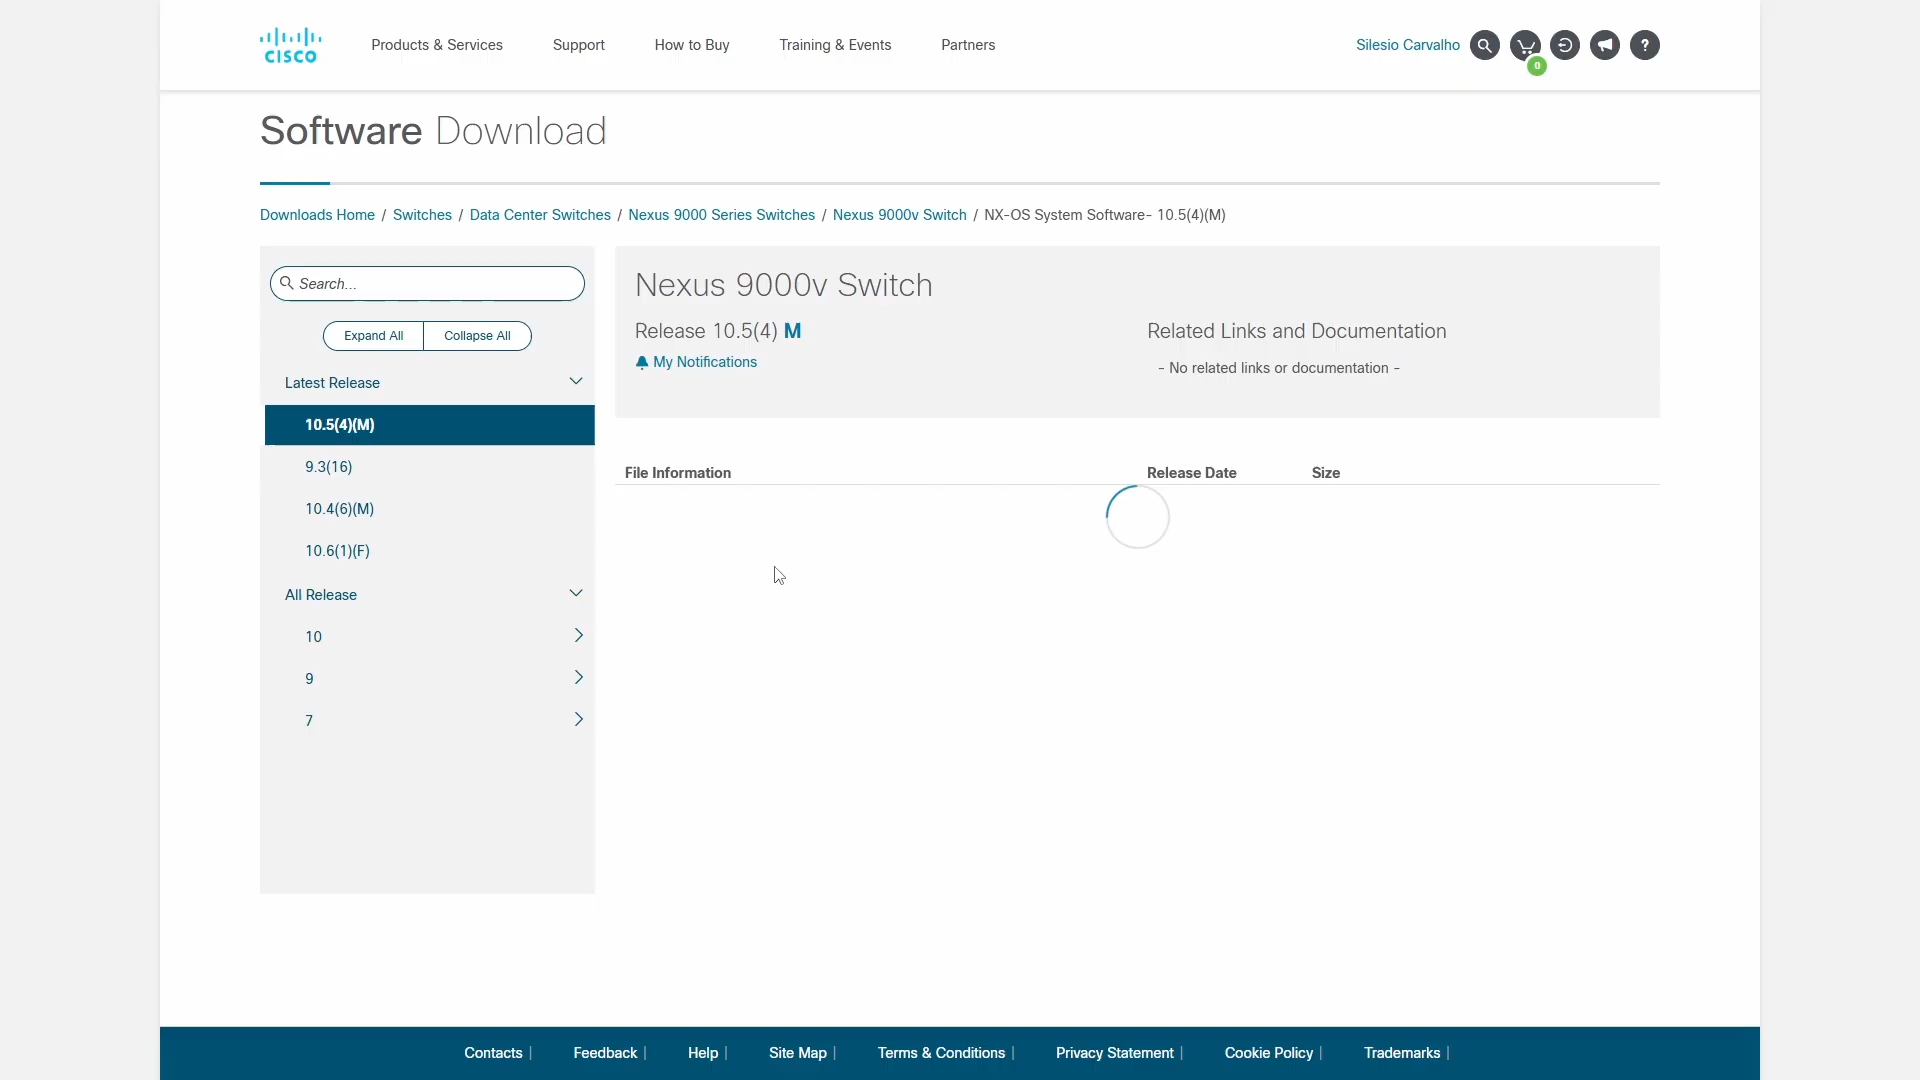 CISCO
Products & Services
Support
How to Buy
Training & Events
Partners
Silesio Carvalho
0
?
Software Download
Downloads Home / Switches / Data Center Switches / Nexus 9000 Series Switches / Nexus 9000v Switch / NX-OS System Software- 10.5(4)(M)
Search...
Expand All
Collapse All
Latest Release
10.5(4)(M)
9.3(16)
10.4(6)(M)
10.6(1)(F)
All Release
10
9
7
Nexus 9000v Switch
Release 10.5(4) M
My Notifications
Related Links and Documentation
- No related links or documentation -
File Information
Release Date
Size
Contacts |
Feedback |
Help |
Site Map |
Terms & Conditions |
Privacy Statement |
Cookie Policy |
Trademarks |